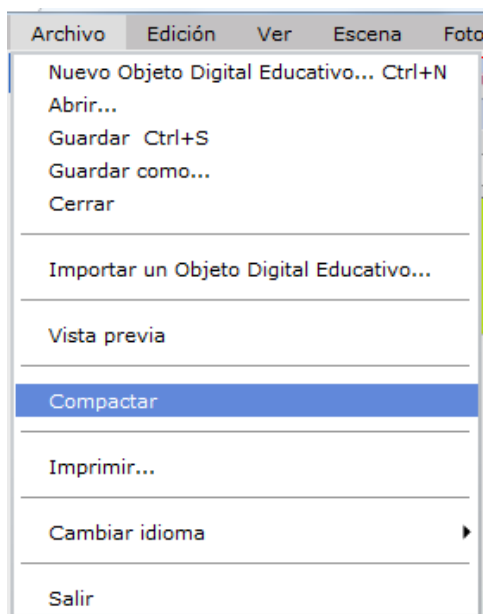 Archivo Edición Ver Escena Foto
Nuevo Objeto Digital Educativo... Ctrl+N
Abrir...
Guardar Ctrl+S
Guardar como...
Cerrar
Importar un Objeto Digital Educativo...
Vista previa
Compactar
Imprimir...
Cambiar idioma
Salir